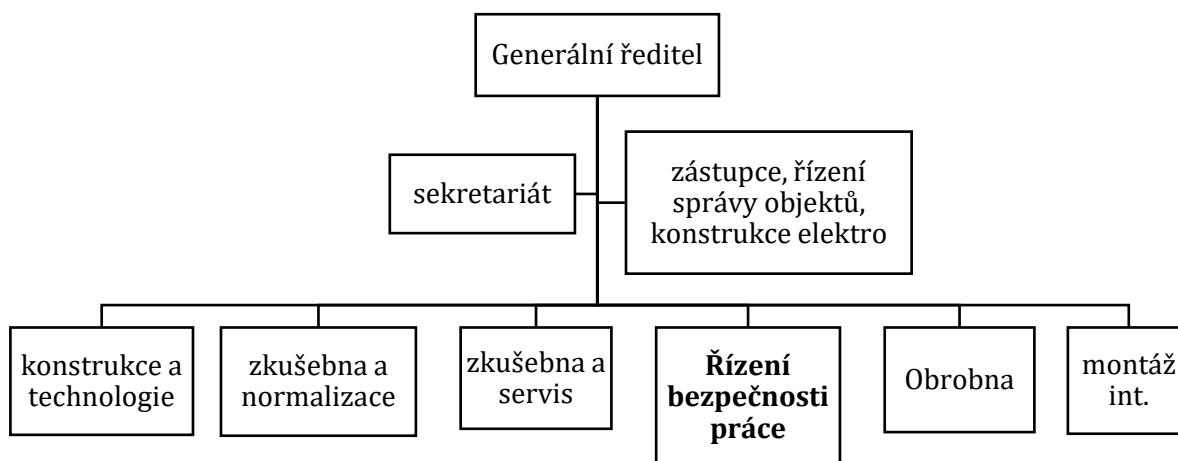 Generální ředitel
sekretariát
zástupce, řízení
správy objektů,
konstrukce elektro
konstrukce a
technologie
zkušebna a
normalizace
zkušebna a
servis
Řízení
bezpečnosti
práce
Obrobna
montáž
int.